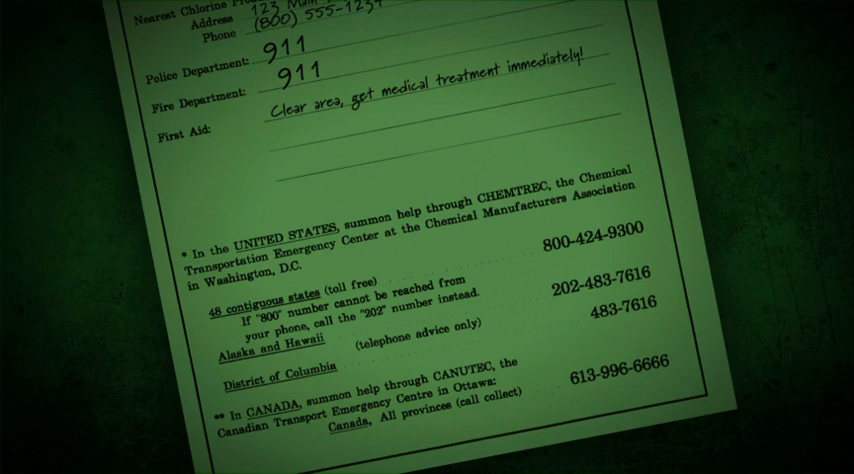 Nearest Chlorine
Address 123 Main
Phone (800) 555-1234
Police Department: 911
Fire Department: 911
First Aid: Clear area, get medical treatment immediately!
* In the UNITED STATES, summon help through CHEMTREC, the Chemical
Transportation Emergency Center at the Chemical Manufacturers Association
in Washington, D.C.
48 contiguous states (toll free) 800-424-9300
If "800" number cannot be reached from
your phone, call the "202" number instead.
Alaska and Hawaii 202-483-7616
(telephone advice only)
District of Columbia 483-7616
** In CANADA, summon help through CANUTEC, the
Canadian Transport Emergency Centre in Ottawa:
Canada, All provinces (call collect) 613-996-6666